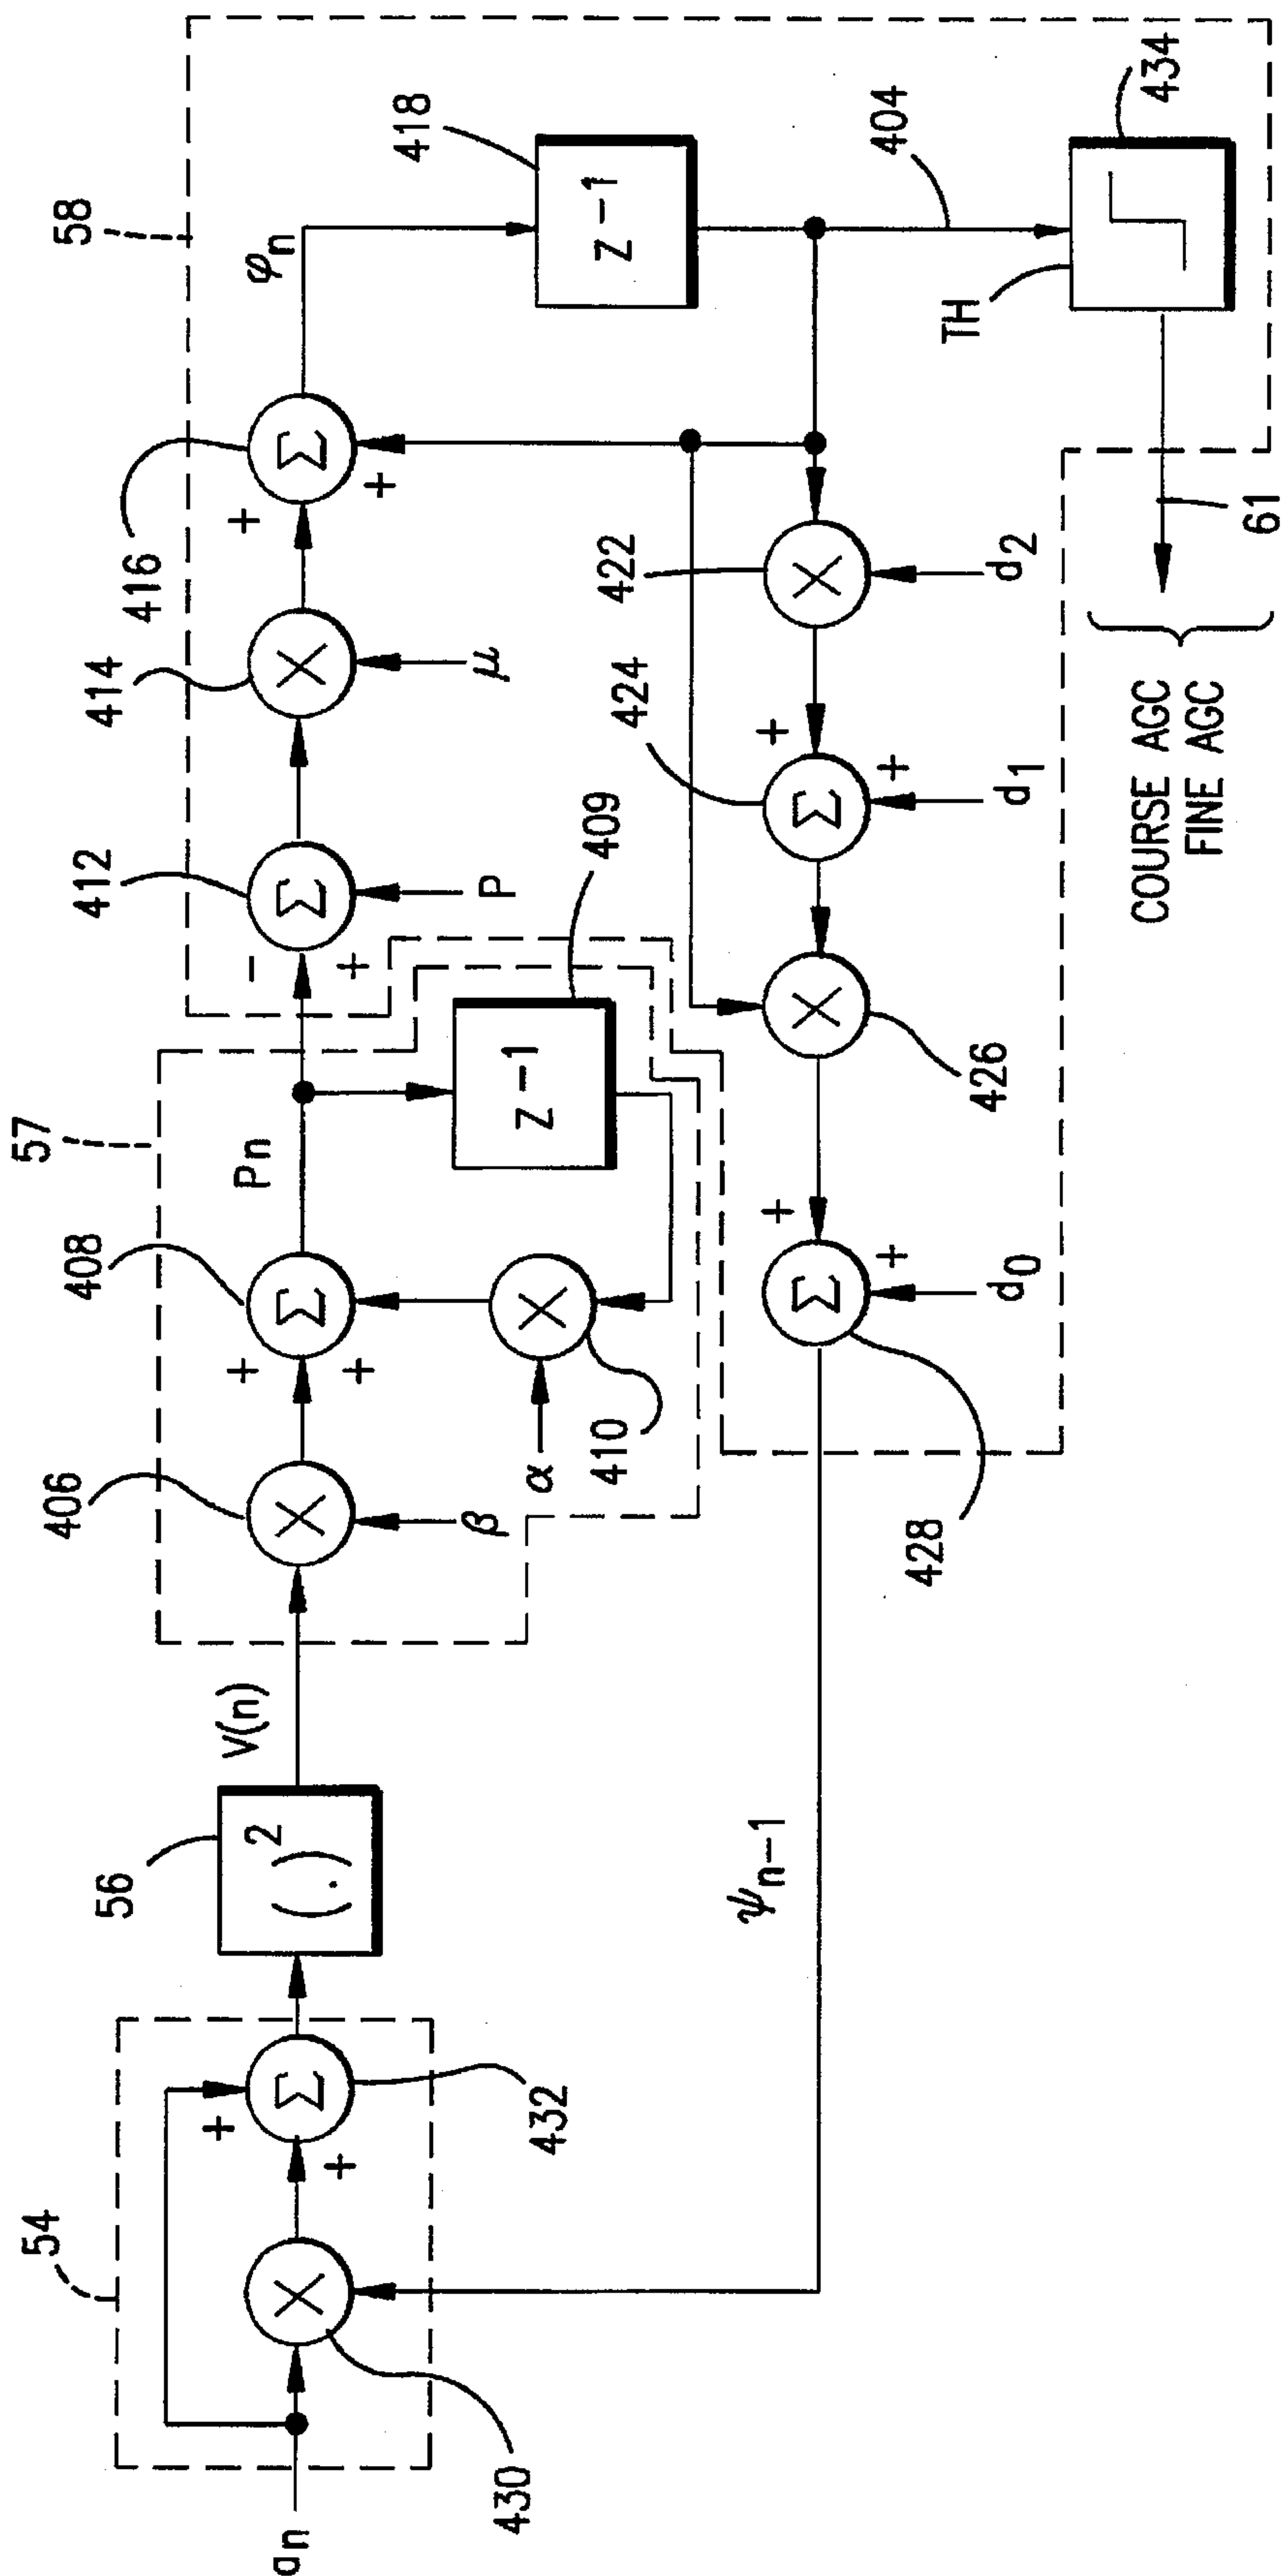 54
56
57
58
406
408
412
414
416
φn
418
an
X
+
+
Σ
( . )²
V(n)
X
+
+
Σ
Pn
-
+
Σ
X
+
+
Σ
430
432
β
α
X
410
Z⁻¹
409
P
μ
Z⁻¹
404
ψn-1
+
Σ
+
d0
428
X
426
424
+
Σ
+
d1
422
X
d2
TH
434
COURSE AGC
FINE AGC
61